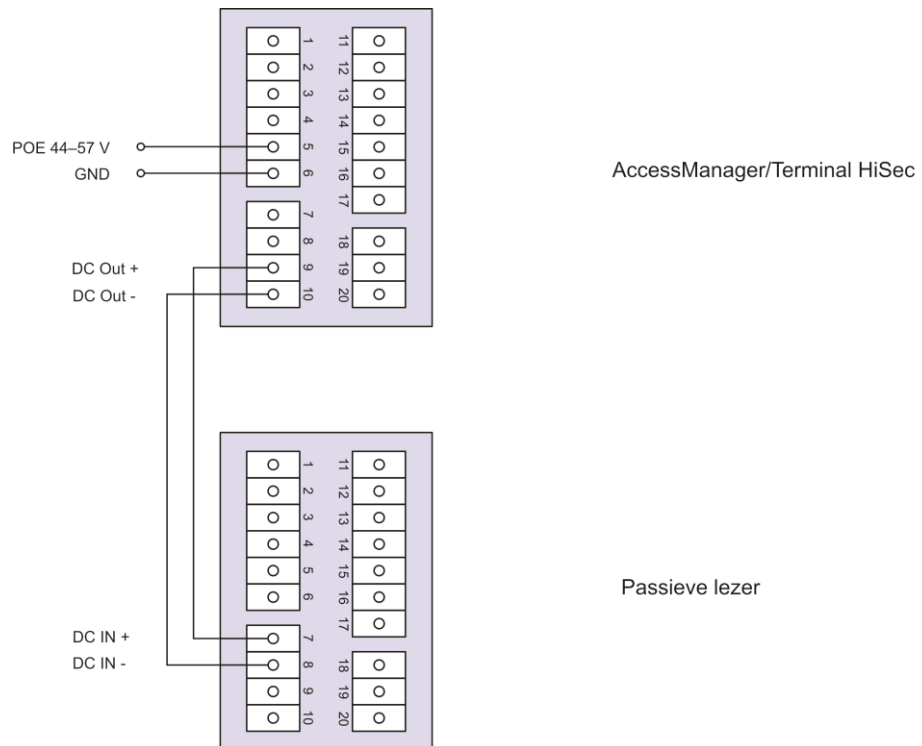 1 11
2 12
3 13
4 14
POE 44–57 V 5 15
GND 6 16
AccessManager/Terminal HiSec
17
7
8 18
DC Out + 9 19
DC Out - 10 20
1 11
2 12
3 13
4 14
5 15
Passieve lezer
6 16
17
DC IN + 7
DC IN - 8 18
9 19
10 20